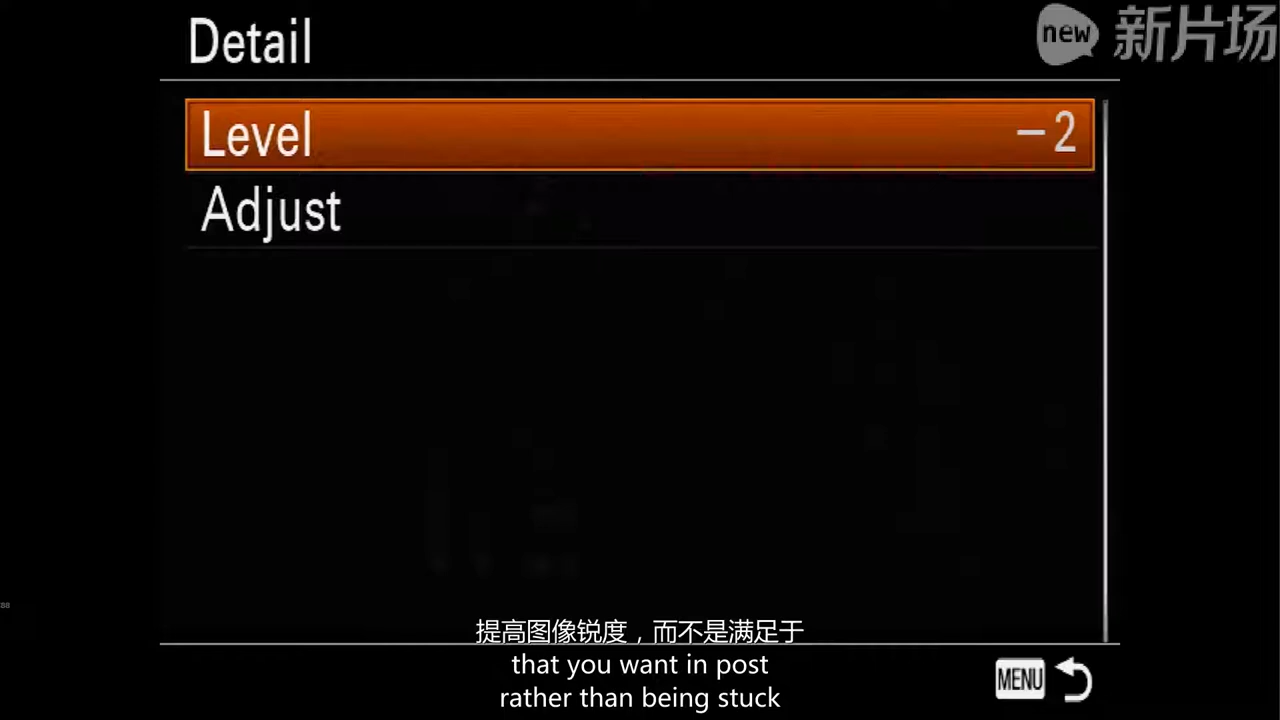 Detail
new 新片场
Level −2
Adjust
提高图像锐度，而不是满足于
that you want in post
rather than being stuck
MENU